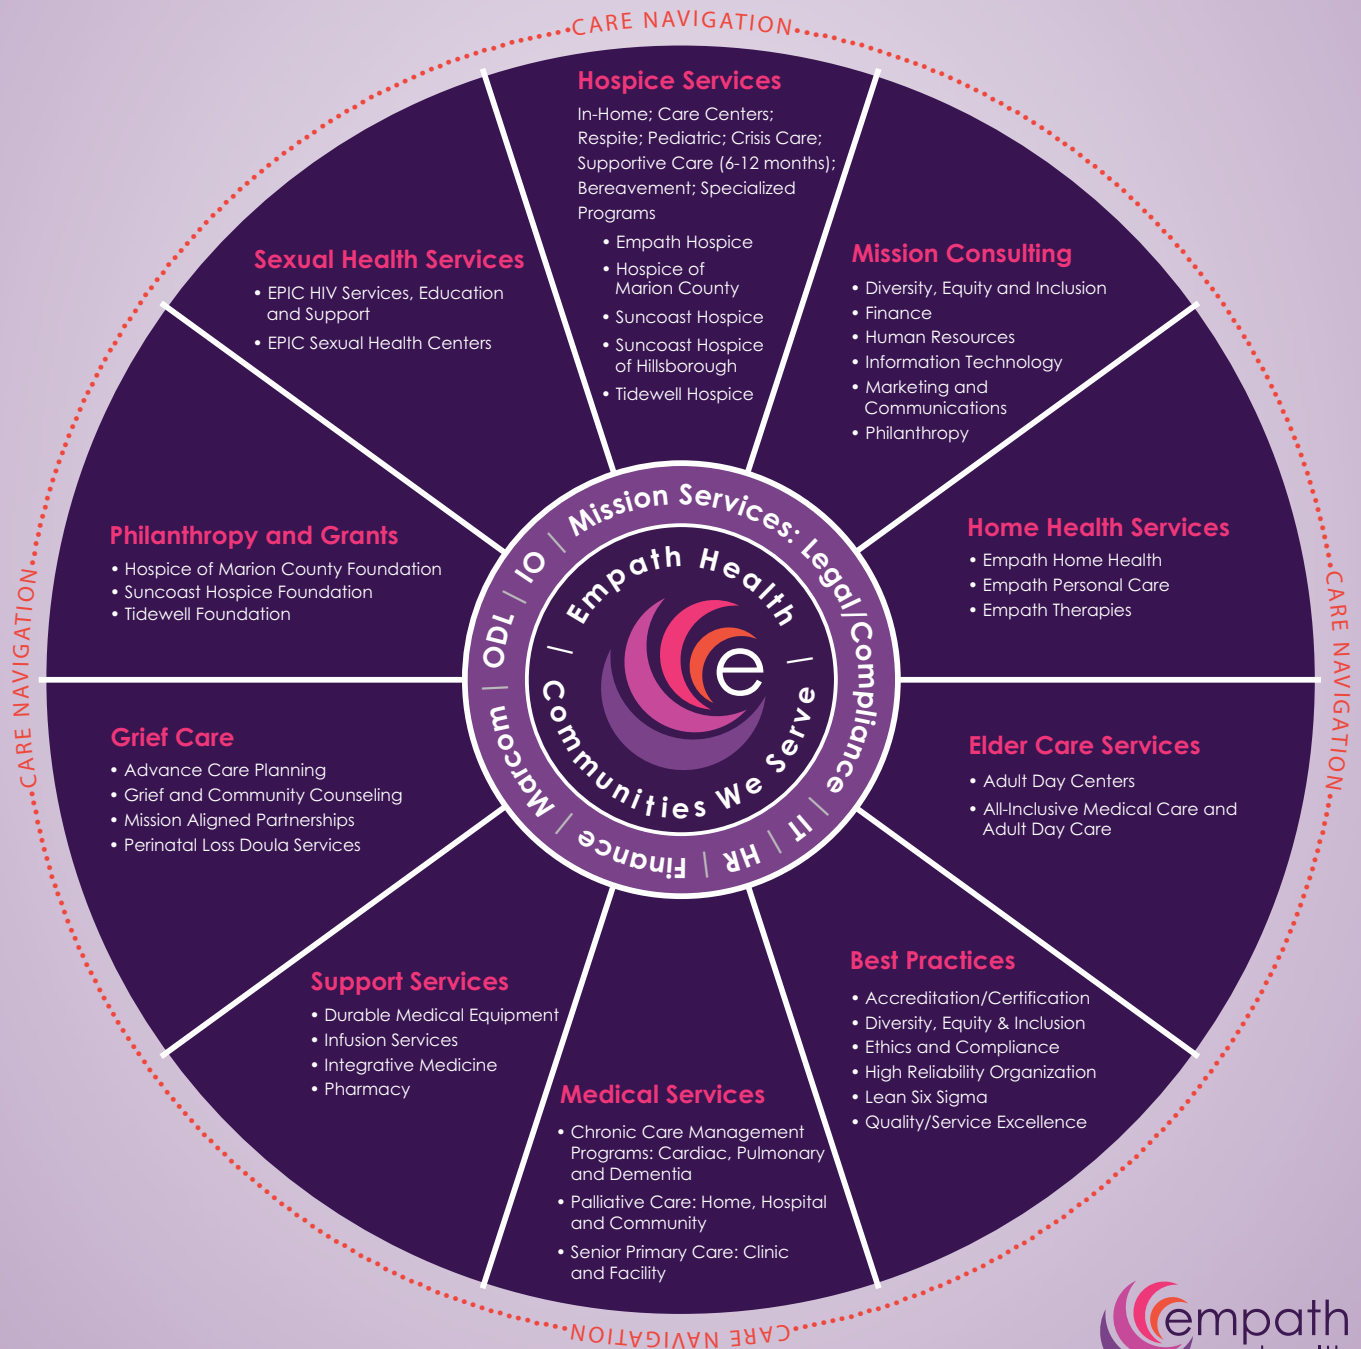 CARE NAVIGATION
Hospice Services
In-Home; Care Centers;
Respite; Pediatric; Crisis Care;
Supportive Care (6-12 months);
Bereavement; Specialized
Programs
• Empath Hospice
• Hospice of
Marion County
• Suncoast Hospice
• Suncoast Hospice
of Hillsborough
• Tidewell Hospice
Mission Consulting
• Diversity, Equity and Inclusion
• Finance
• Human Resources
• Information Technology
• Marketing and
Communications
• Philanthropy
Home Health Services
• Empath Home Health
• Empath Personal Care
• Empath Therapies
CARE NAVIGATION
Elder Care Services
• Adult Day Centers
• All-Inclusive Medical Care and
Adult Day Care
Best Practices
• Accreditation/Certification
• Diversity, Equity & Inclusion
• Ethics and Compliance
• High Reliability Organization
• Lean Six Sigma
• Quality/Service Excellence
Medical Services
• Chronic Care Management
Programs: Cardiac, Pulmonary
and Dementia
• Palliative Care: Home, Hospital
and Community
• Senior Primary Care: Clinic
and Facility
CARE NAVIGATION
Support Services
• Durable Medical Equipment
• Infusion Services
• Integrative Medicine
• Pharmacy
Grief Care
• Advance Care Planning
• Grief and Community Counseling
• Mission Aligned Partnerships
• Perinatal Loss Doula Services
CARE NAVIGATION
Philanthropy and Grants
• Hospice of Marion County Foundation
• Suncoast Hospice Foundation
• Tidewell Foundation
Sexual Health Services
• EPIC HIV Services, Education
and Support
• EPIC Sexual Health Centers
Mission Services: Legal/Compliance | IT | HR | Finance | Marcom | ODL | IO |
Empath Health |
Communities We Serve |
e
empath